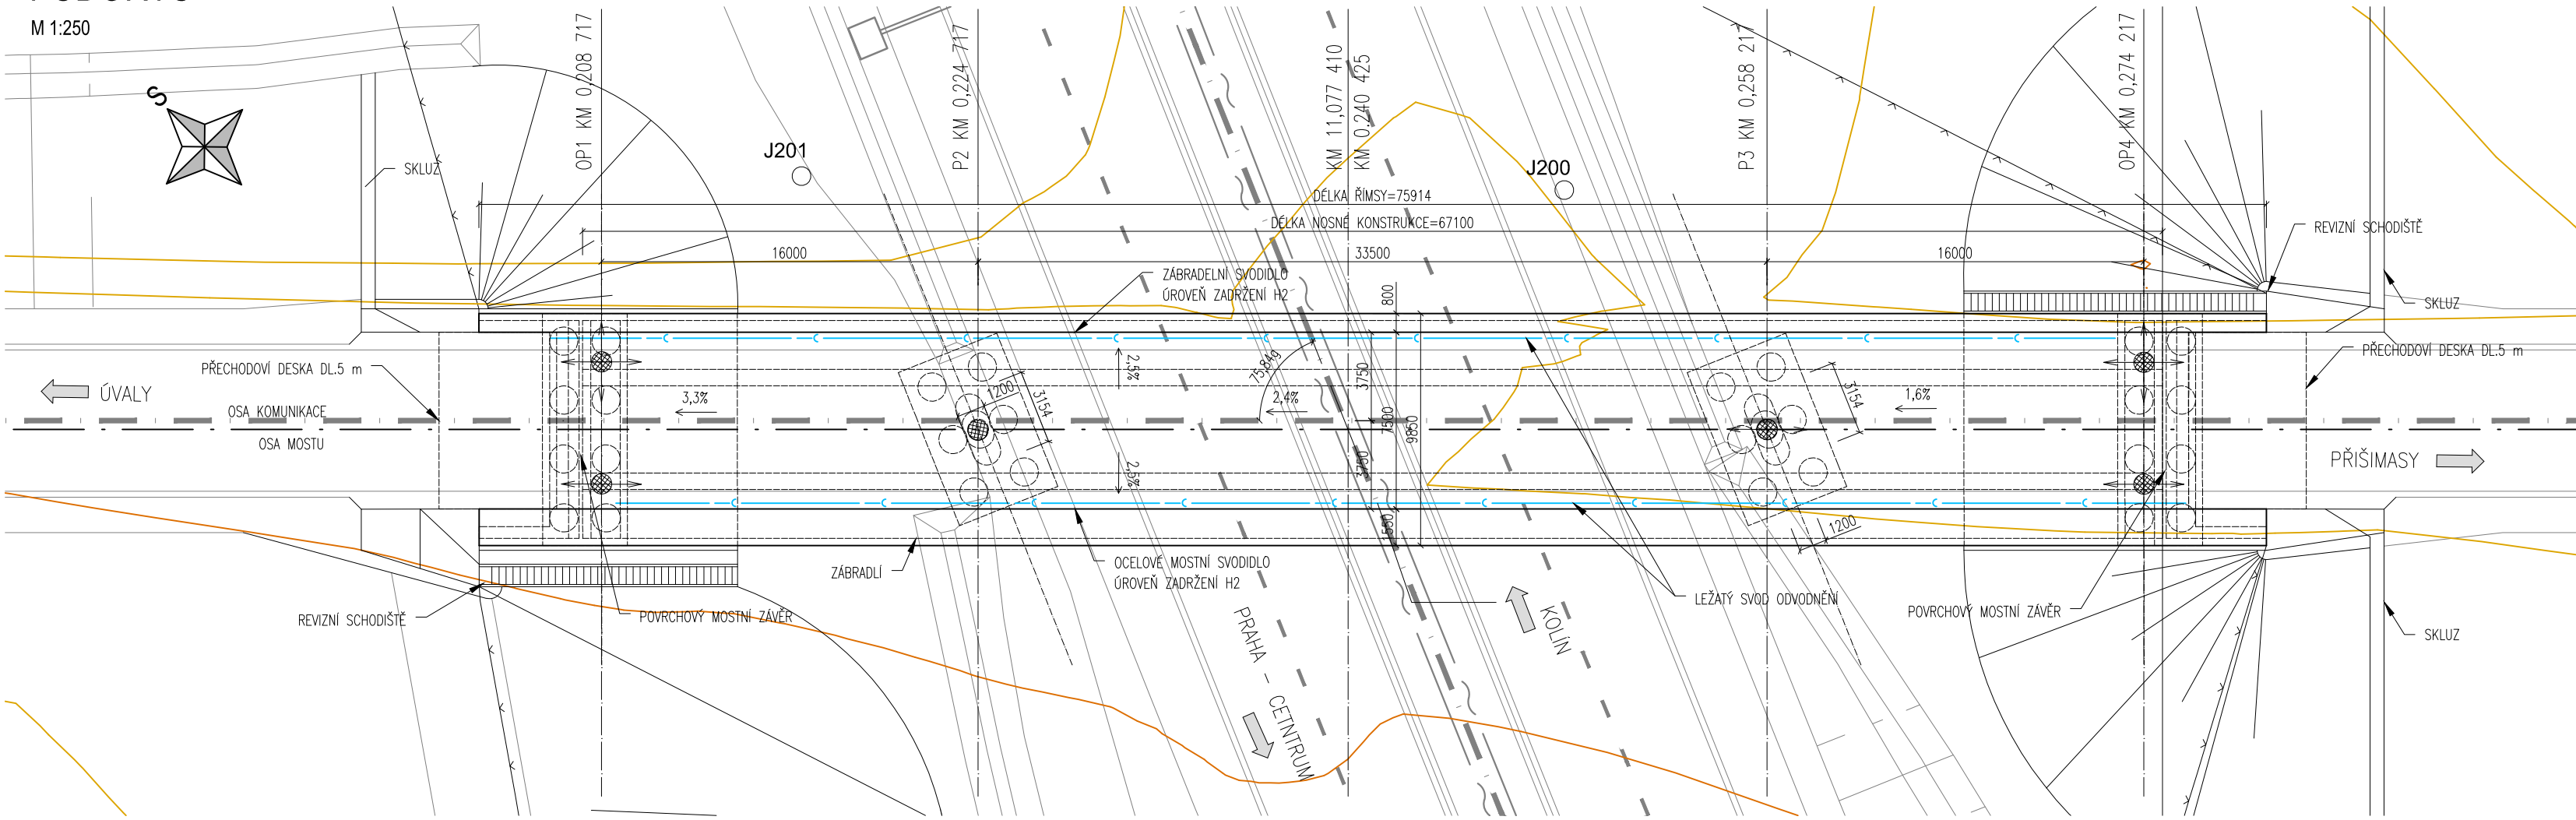 M 1:250
S
SKLUZ
OP1 KM 0,208 717
J201
P2 KM 0,224 717
KM 11,077 410
KM 0,240 425
J200
P3 KM 0,258 217
OP4 KM 0,274 217
DÉLKA ŘÍMSY=75914
DÉLKA NOSNÉ KONSTRUKCE=67100
16000
33500
16000
REVIZNÍ SCHODIŠTĚ
SKLUZ
ZÁBRADELNÍ SVODIDLO
ÚROVEŇ ZADRŽENÍ H2
800
PŘECHODOVÍ DESKA DL.5 m
PŘECHODOVÍ DESKA DL.5 m
ÚVALY
OSA KOMUNIKACE
OSA MOSTU
3,3%
1200
3154
2,5%
75,84g
2,4%
3750
7500
9850
3750
2,5%
1550
3154
1,6%
1200
PŘIŠIMASY
ZÁBRADLÍ
OCELOVÉ MOSTNÍ SVODIDLO
ÚROVEŇ ZADRŽENÍ H2
REVIZNÍ SCHODIŠTĚ
POVRCHOVÝ MOSTNÍ ZÁVĚR
PRAHA - CETNTRUM
KOLÍN
LEŽATÝ SVOD ODVODNĚNÍ
POVRCHOVÝ MOSTNÍ ZÁVĚR
SKLUZ